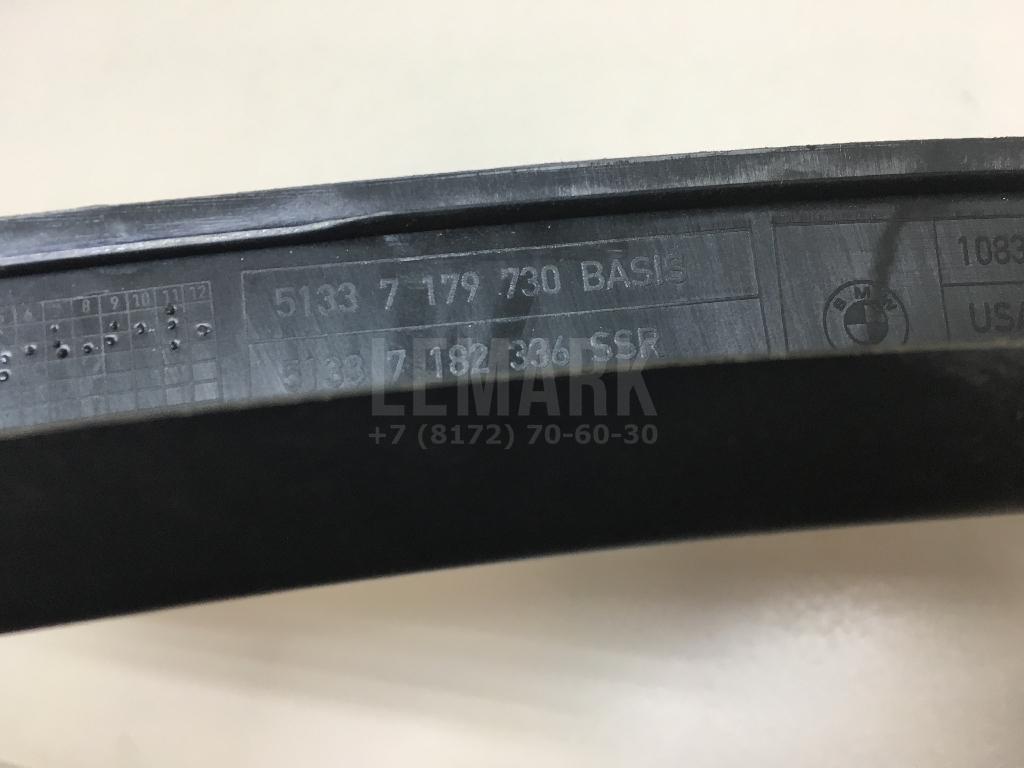 8 9 10 11 12
5133 7 179 730 BASIS
5133 7 182 336 SSR
BMW
1083
USA
LEMARK
+7 (8172) 70-60-30